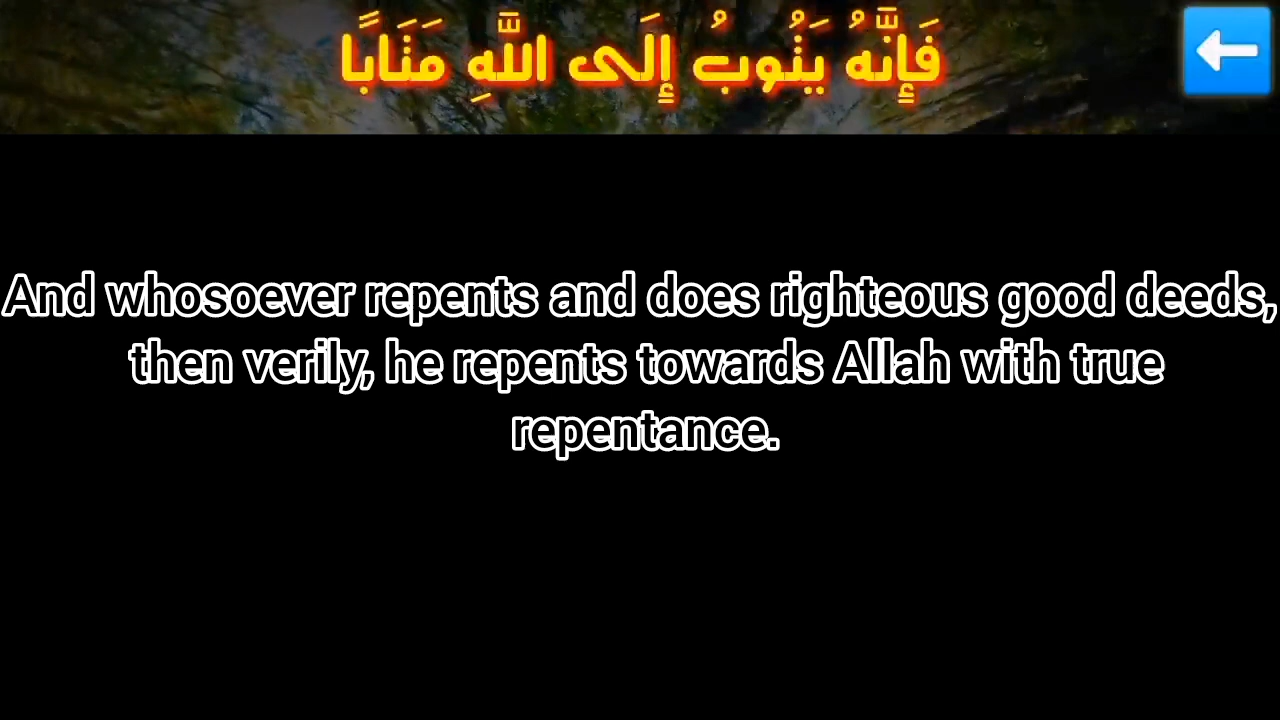 فَإِنَّهُ يَتُوبُ إِلَى اللَّهِ مَتَابًا
And whosoever repents and does righteous good deeds,
then verily, he repents towards Allah with true
repentance.